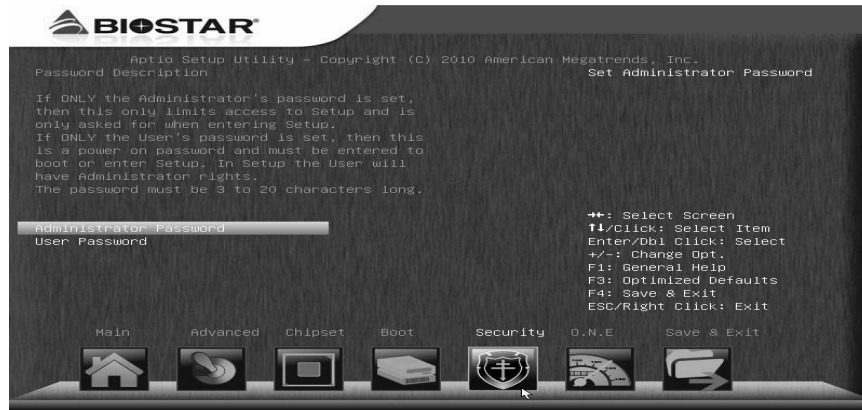 BIOSTAR
Aptio Setup Utility – Copyright (C) 2010 American Megatrends, Inc.
Password Description
Set Administrator Password
If ONLY the Administrator's password is set,
then this only limits access to Setup and is
only asked for when entering Setup.
If ONLY the User's password is set, then this
is a power on password and must be entered to
boot or enter Setup. In Setup the User will
have Administrator rights.
The password must be 3 to 20 characters long.
Administrator Password
User Password
→←: Select Screen
↑↓/Click: Select Item
Enter/Dbl Click: Select
+/-: Change Opt.
F1: General Help
F3: Optimized Defaults
F4: Save & Exit
ESC/Right Click: Exit
Main Advanced Chipset Boot Security O.N.E Save & Exit